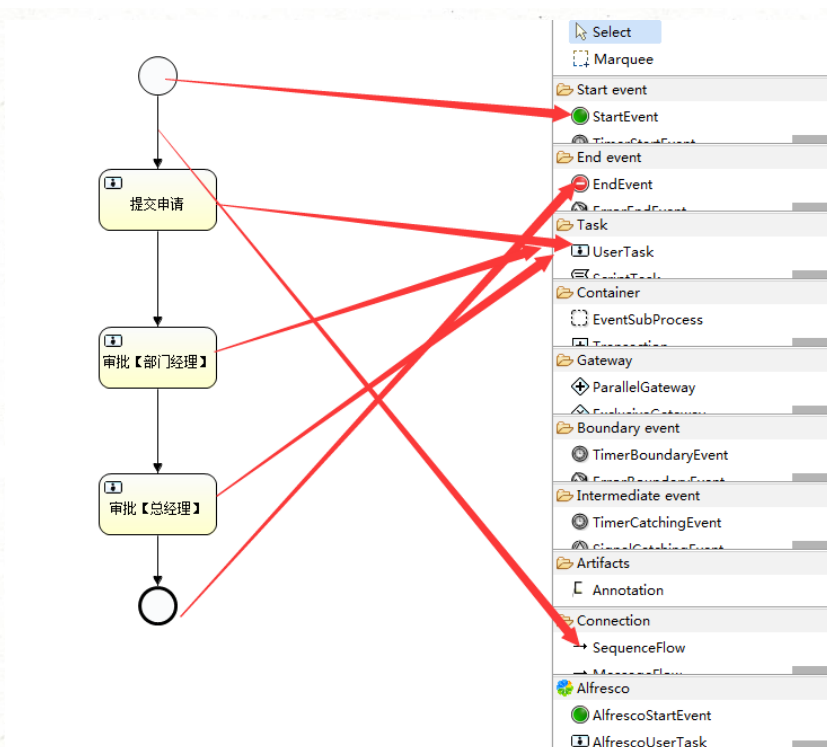 提交申请
审批【部门经理】
审批【总经理】
Select
Marquee
Start event
StartEvent
End event
EndEvent
Task
UserTask
Container
EventSubProcess
Gateway
ParallelGateway
Boundary event
TimerBoundaryEvent
Intermediate event
TimerCatchingEvent
Artifacts
Annotation
Connection
SequenceFlow
Alfresco
AlfrescoStartEvent
AlfrescoUserTask